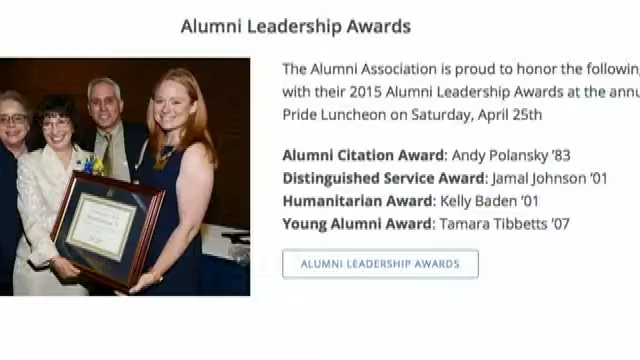 Alumni Leadership Awards
The Alumni Association is proud to honor the following
with their 2015 Alumni Leadership Awards at the annu
Pride Luncheon on Saturday, April 25th
Alumni Citation Award: Andy Polansky ’83
Distinguished Service Award: Jamal Johnson ’01
Humanitarian Award: Kelly Baden ’01
Young Alumni Award: Tamara Tibbetts ’07
ALUMNI LEADERSHIP AWARDS